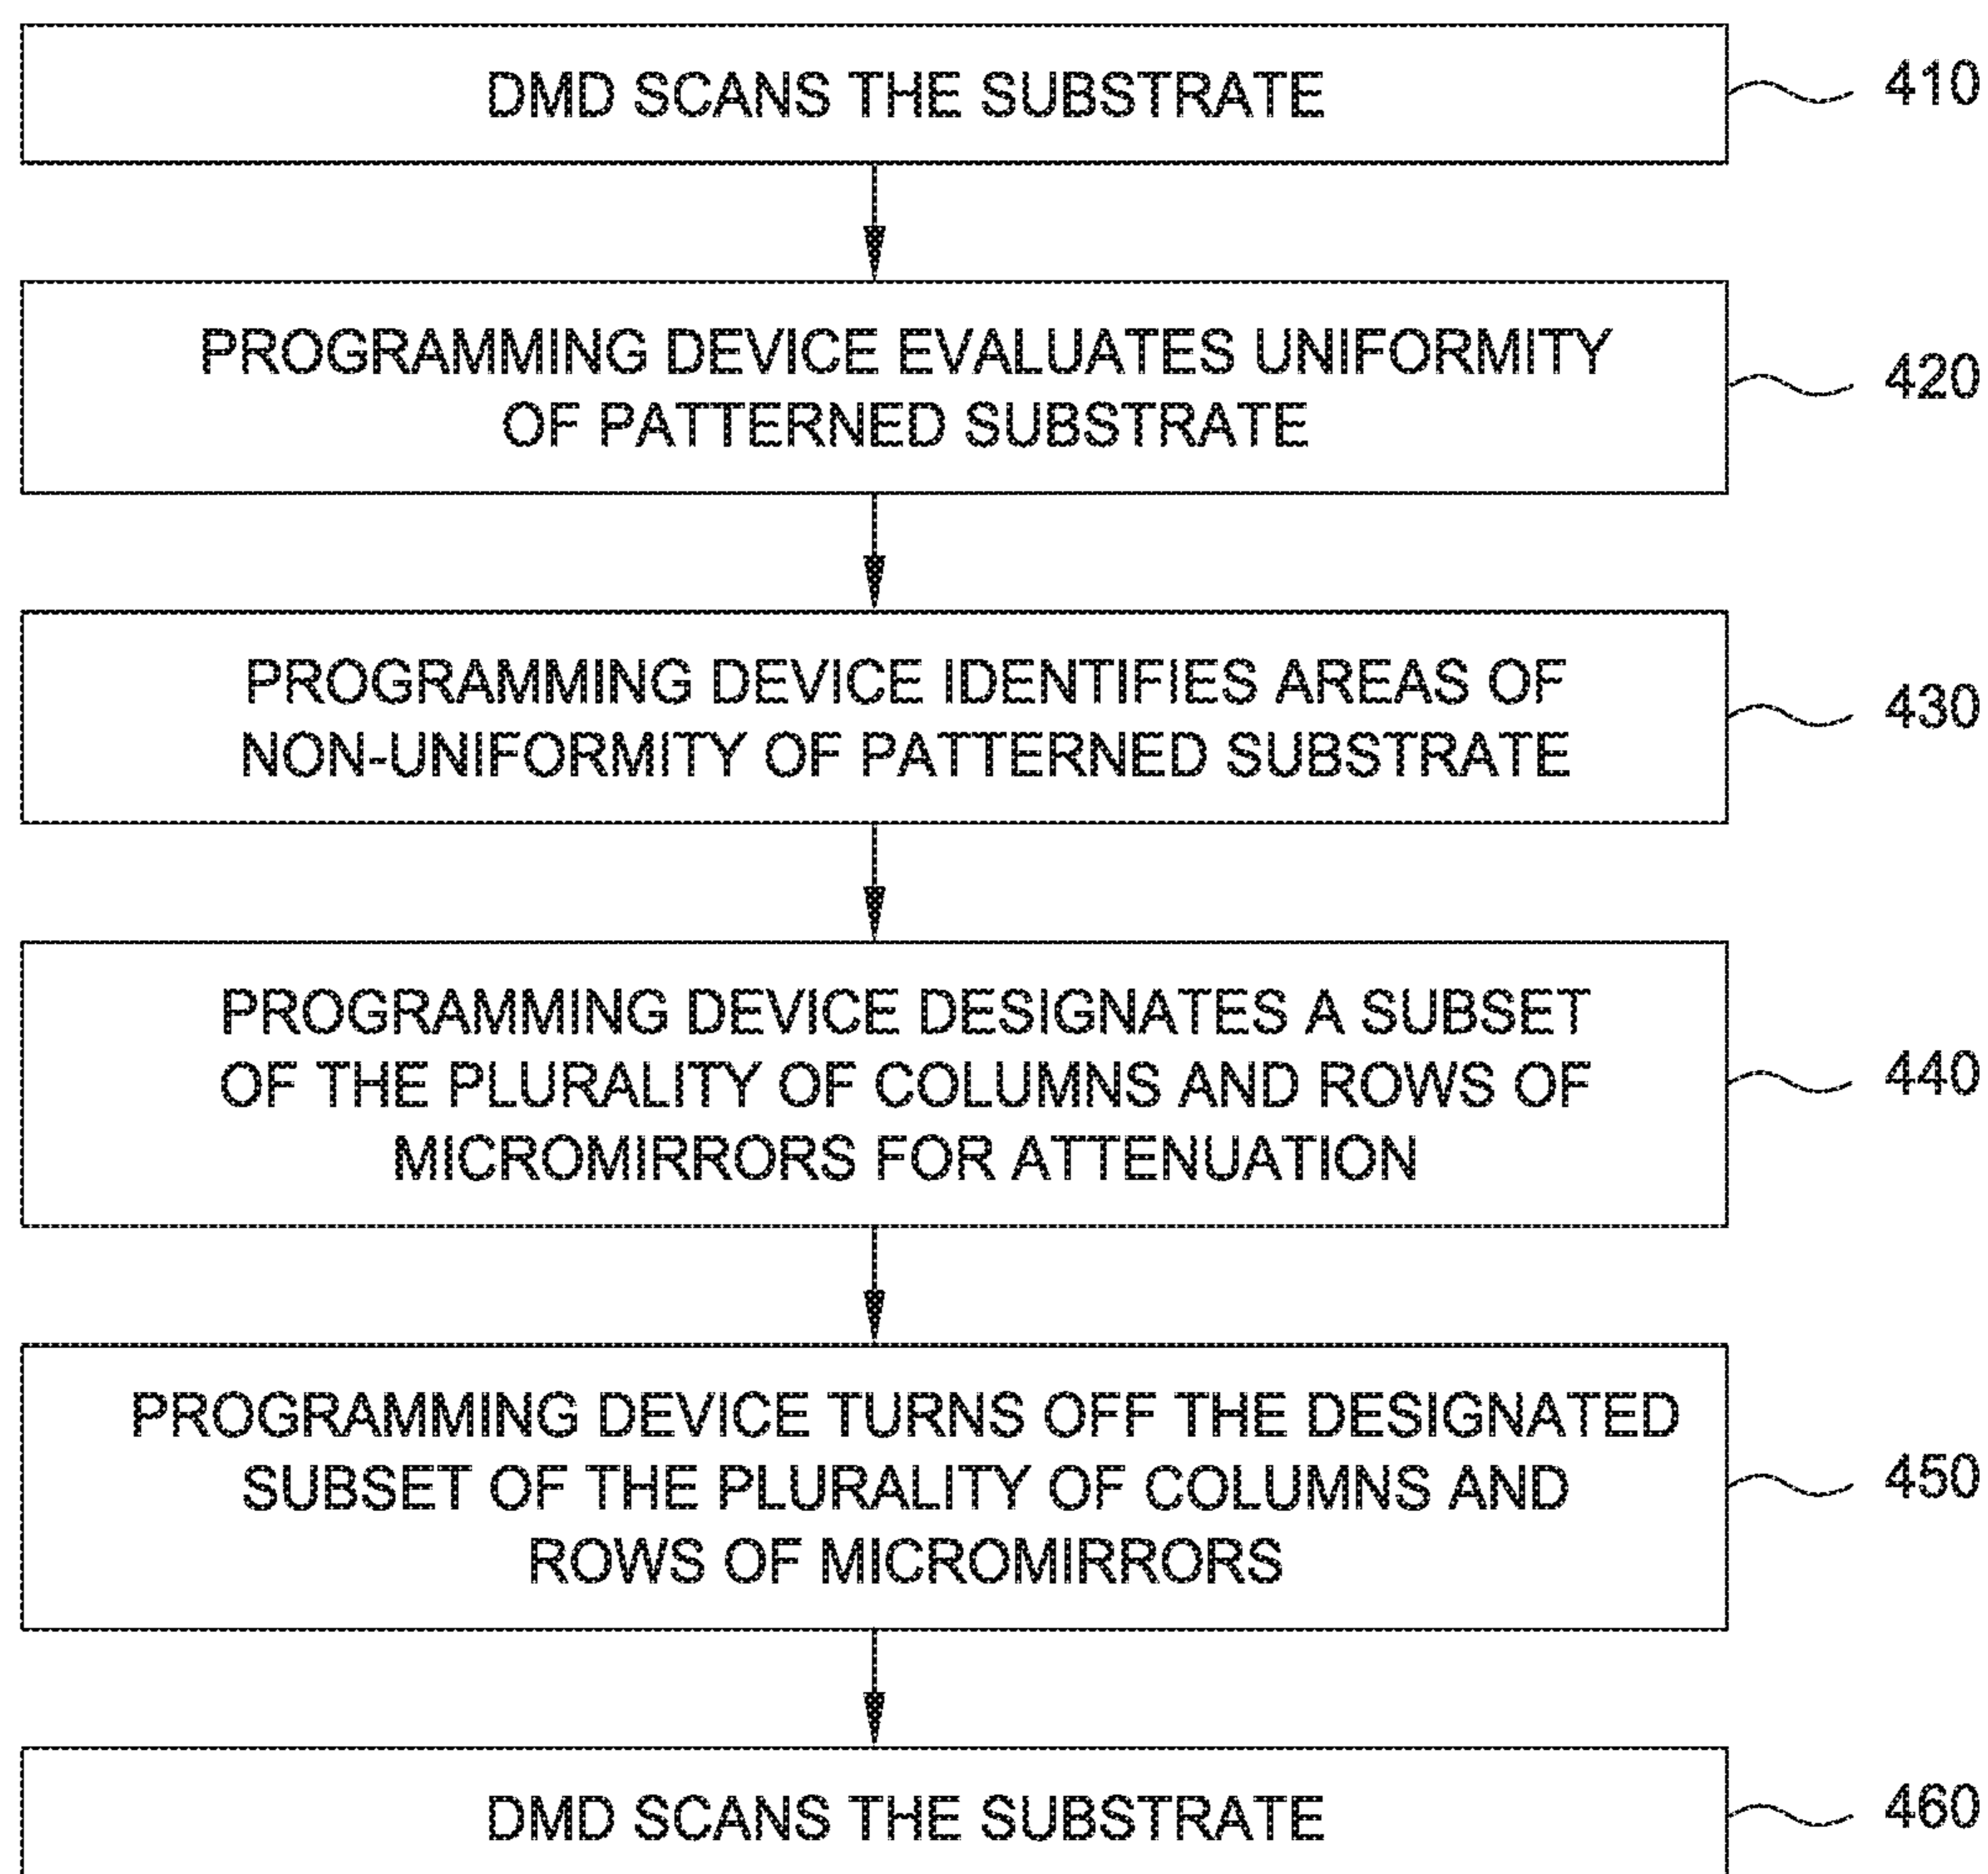 DMD SCANS THE SUBSTRATE
410
PROGRAMMING DEVICE EVALUATES UNIFORMITY
OF PATTERNED SUBSTRATE
420
PROGRAMMING DEVICE IDENTIFIES AREAS OF
NON-UNIFORMITY OF PATTERNED SUBSTRATE
430
PROGRAMMING DEVICE DESIGNATES A SUBSET
OF THE PLURALITY OF COLUMNS AND ROWS OF
MICROMIRRORS FOR ATTENUATION
440
PROGRAMMING DEVICE TURNS OFF THE DESIGNATED
SUBSET OF THE PLURALITY OF COLUMNS AND
ROWS OF MICROMIRRORS
450
DMD SCANS THE SUBSTRATE
460